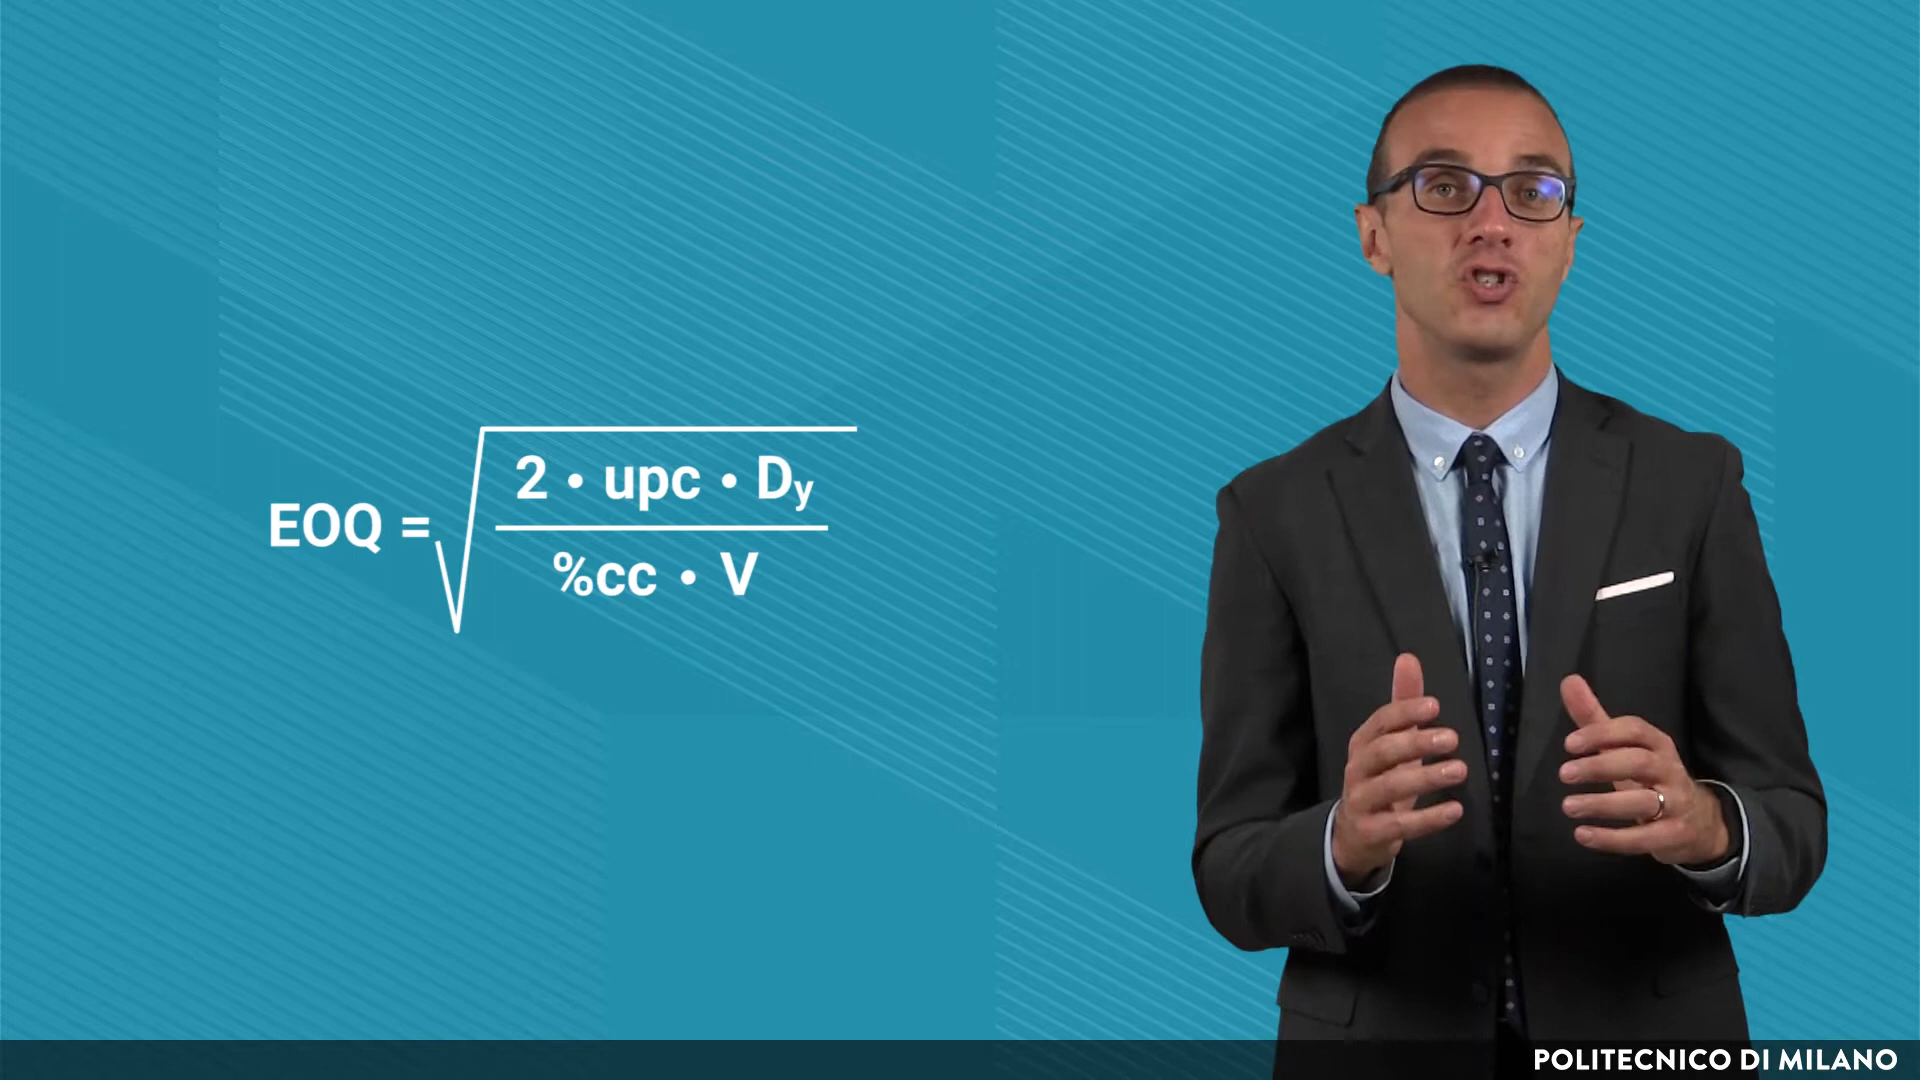 EOQ = √
2 • upc • Dy
%cc • V
POLITECNICO DI MILANO